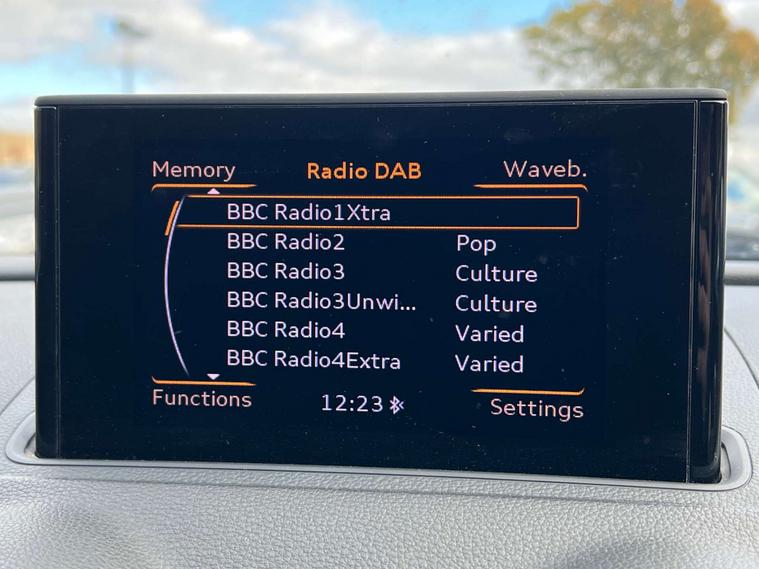 Memory Radio DAB Waveb.
BBC Radio1Xtra
BBC Radio2 Pop
BBC Radio3 Culture
BBC Radio3Unwi... Culture
BBC Radio4 Varied
BBC Radio4Extra Varied
Functions 12:23 Settings